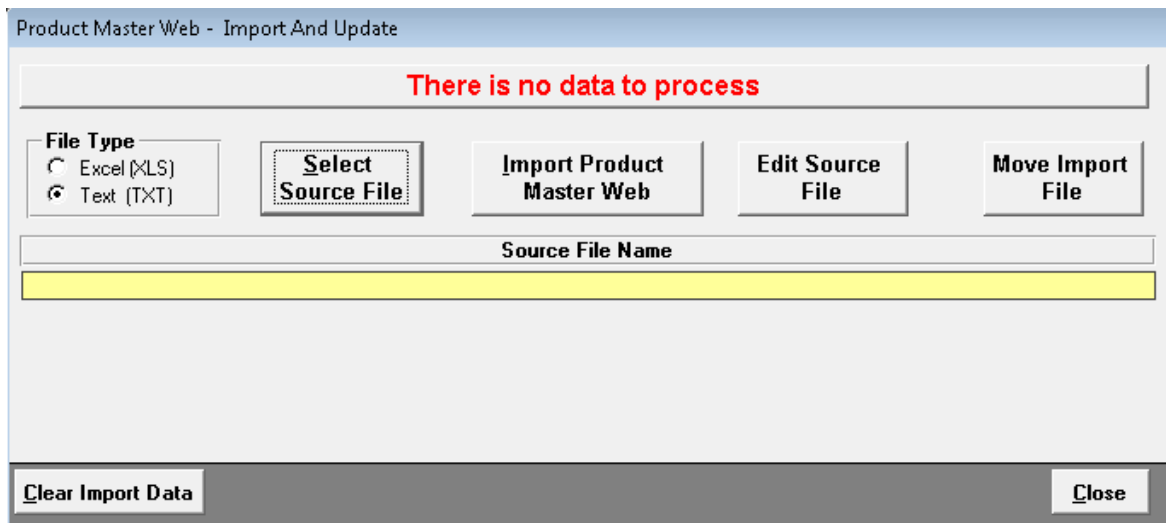 Product Master Web - Import And Update
There is no data to process
File Type
Excel (XLS)
Text (TXT)
Select
Source File
Import Product
Master Web
Edit Source
File
Move Import
File
Source File Name
Clear Import Data
Close